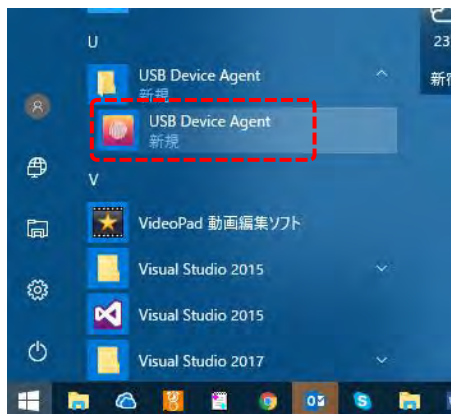 U
23
USB Device Agent
新規
新
USB Device Agent
新規
V
VideoPad 動画編集ソフト
Visual Studio 2015
Visual Studio 2015
Visual Studio 2017